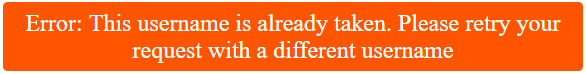 Error: This username is already taken. Please retry your
request with a different username